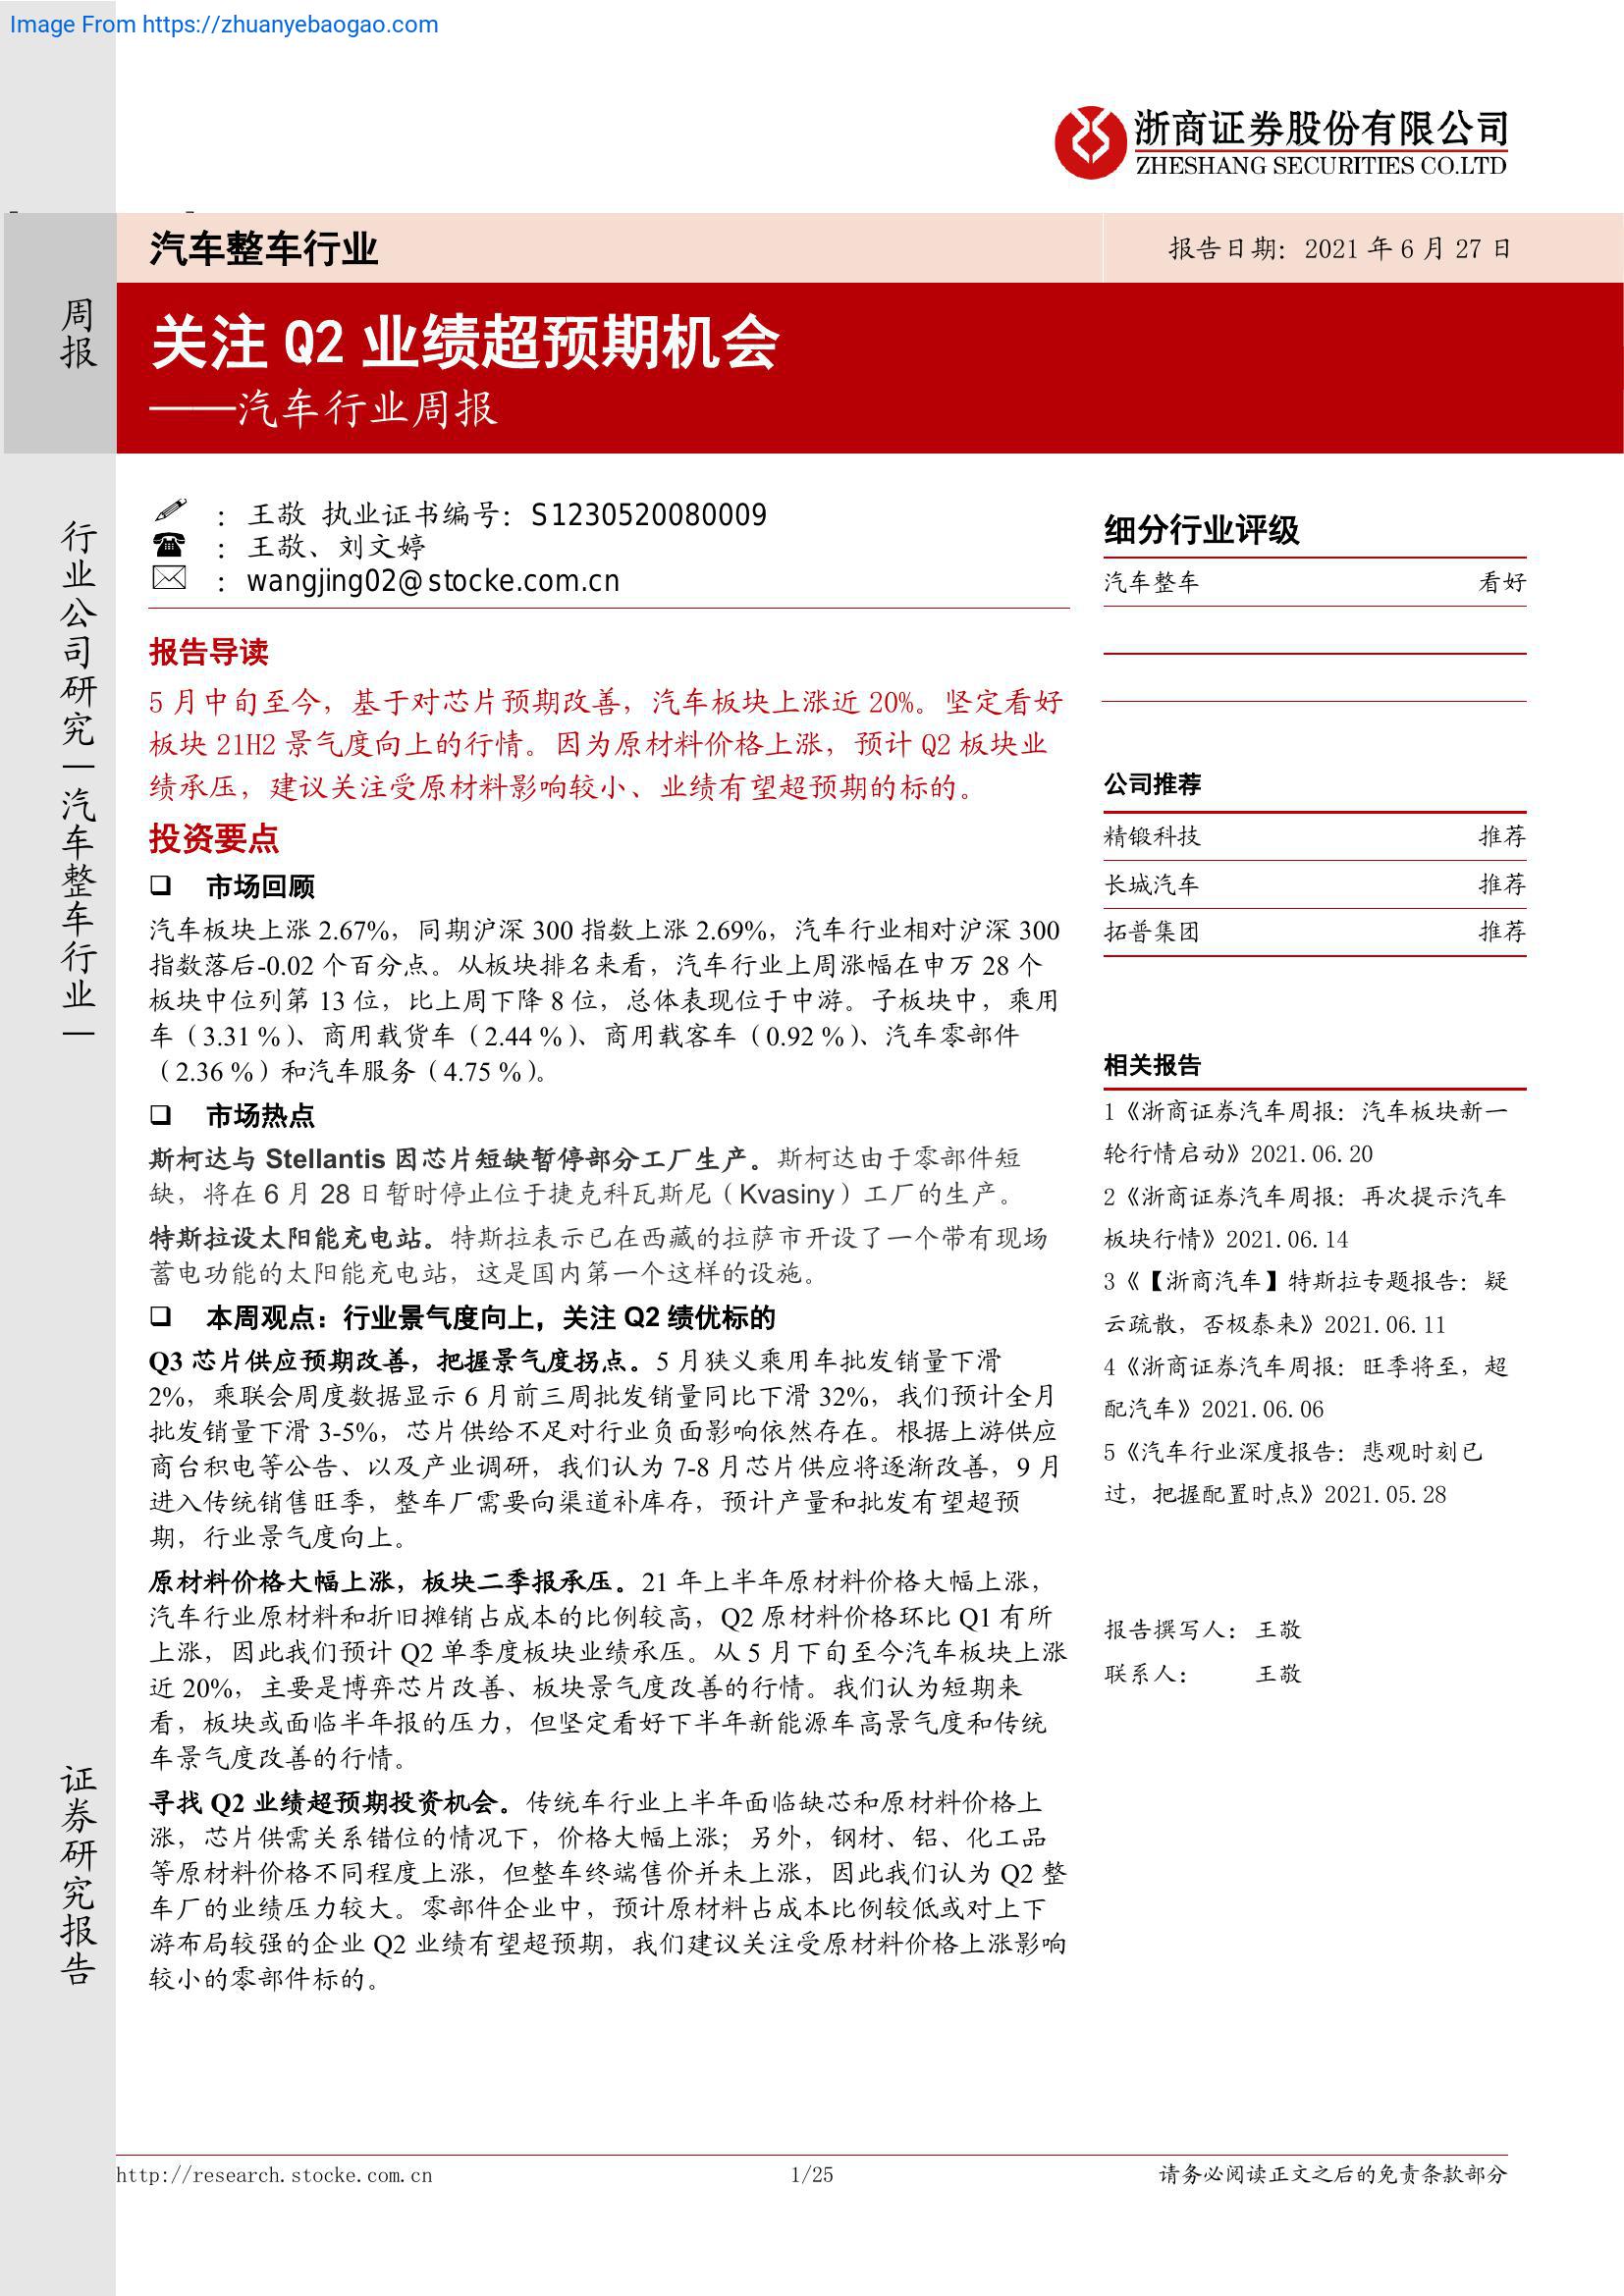 Image From https://zhuanyebaogao.com
浙商证券股份有限公司
ZHESHANG SECURITIES CO.LTD
汽车整车行业
报告日期：2021 年 6 月 27 日
周报
关注 Q2 业绩超预期机会
——汽车行业周报
行业公司研究|汽车整车行业|
证券研究报告
：王敬 执业证书编号：S1230520080009
：王敬、刘文婷
：wangjing02@stocke.com.cn
报告导读
5 月中旬至今，基于对芯片预期改善，汽车板块上涨近 20%。坚定看好
板块 21H2 景气度向上的行情。因为原材料价格上涨，预计 Q2 板块业
绩承压，建议关注受原材料影响较小、业绩有望超预期的标的。
投资要点
❑ 市场回顾
汽车板块上涨 2.67%，同期沪深 300 指数上涨 2.69%，汽车行业相对沪深 300
指数落后-0.02 个百分点。从板块排名来看，汽车行业上周涨幅在申万 28 个
板块中位列第 13 位，比上周下降 8 位，总体表现位于中游。子板块中，乘用
车（3.31 %）、商用载货车（2.44 %）、商用载客车（0.92 %）、汽车零部件
（2.36 %）和汽车服务（4.75 %）。
❑ 市场热点
斯柯达与 Stellantis 因芯片短缺暂停部分工厂生产。斯柯达由于零部件短
缺，将在 6 月 28 日暂时停止位于捷克科瓦斯尼（Kvasiny）工厂的生产。
特斯拉设太阳能充电站。特斯拉表示已在西藏的拉萨市开设了一个带有现场
蓄电功能的太阳能充电站，这是国内第一个这样的设施。
❑ 本周观点：行业景气度向上，关注 Q2 绩优标的
Q3 芯片供应预期改善，把握景气度拐点。5 月狭义乘用车批发销量下滑
2%，乘联会周度数据显示 6 月前三周批发销量同比下滑 32%，我们预计全月
批发销量下滑 3-5%，芯片供给不足对行业负面影响依然存在。根据上游供应
商台积电等公告、以及产业调研，我们认为 7-8 月芯片供应将逐渐改善，9 月
进入传统销售旺季，整车厂需要向渠道补库存，预计产量和批发有望超预
期，行业景气度向上。
原材料价格大幅上涨，板块二季报承压。21 年上半年原材料价格大幅上涨，
汽车行业原材料和折旧摊销占成本的比例较高，Q2 原材料价格环比 Q1 有所
上涨，因此我们预计 Q2 单季度板块业绩承压。从 5 月下旬至今汽车板块上涨
近 20%，主要是博弈芯片改善、板块景气度改善的行情。我们认为短期来
看，板块或面临半年报的压力，但坚定看好下半年新能源车高景气度和传统
车景气度改善的行情。
寻找 Q2 业绩超预期投资机会。传统车行业上半年面临缺芯和原材料价格上
涨，芯片供需关系错位的情况下，价格大幅上涨；另外，钢材、铝、化工品
等原材料价格不同程度上涨，但整车终端售价并未上涨，因此我们认为 Q2 整
车厂的业绩压力较大。零部件企业中，预计原材料占成本比例较低或对上下
游布局较强的企业 Q2 业绩有望超预期，我们建议关注受原材料价格上涨影响
较小的零部件标的。
细分行业评级
汽车整车 看好
公司推荐
精锻科技 推荐
长城汽车 推荐
拓普集团 推荐
相关报告
1《浙商证券汽车周报：汽车板块新一
轮行情启动》2021.06.20
2《浙商证券汽车周报：再次提示汽车
板块行情》2021.06.14
3《【浙商汽车】特斯拉专题报告：疑
云疏散，否极泰来》2021.06.11
4《浙商证券汽车周报：旺季将至，超
配汽车》2021.06.06
5《汽车行业深度报告：悲观时刻已
过，把握配置时点》2021.05.28
报告撰写人：王敬
联系人： 王敬
http://research.stocke.com.cn
1/25
请务必阅读正文之后的免责条款部分